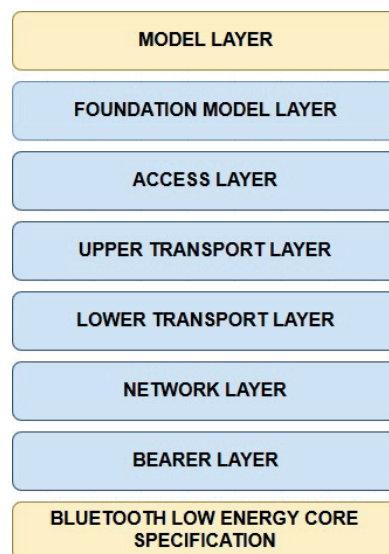 MODEL LAYER
FOUNDATION MODEL LAYER
ACCESS LAYER
UPPER TRANSPORT LAYER
LOWER TRANSPORT LAYER
NETWORK LAYER
BEARER LAYER
BLUETOOTH LOW ENERGY CORE
SPECIFICATION